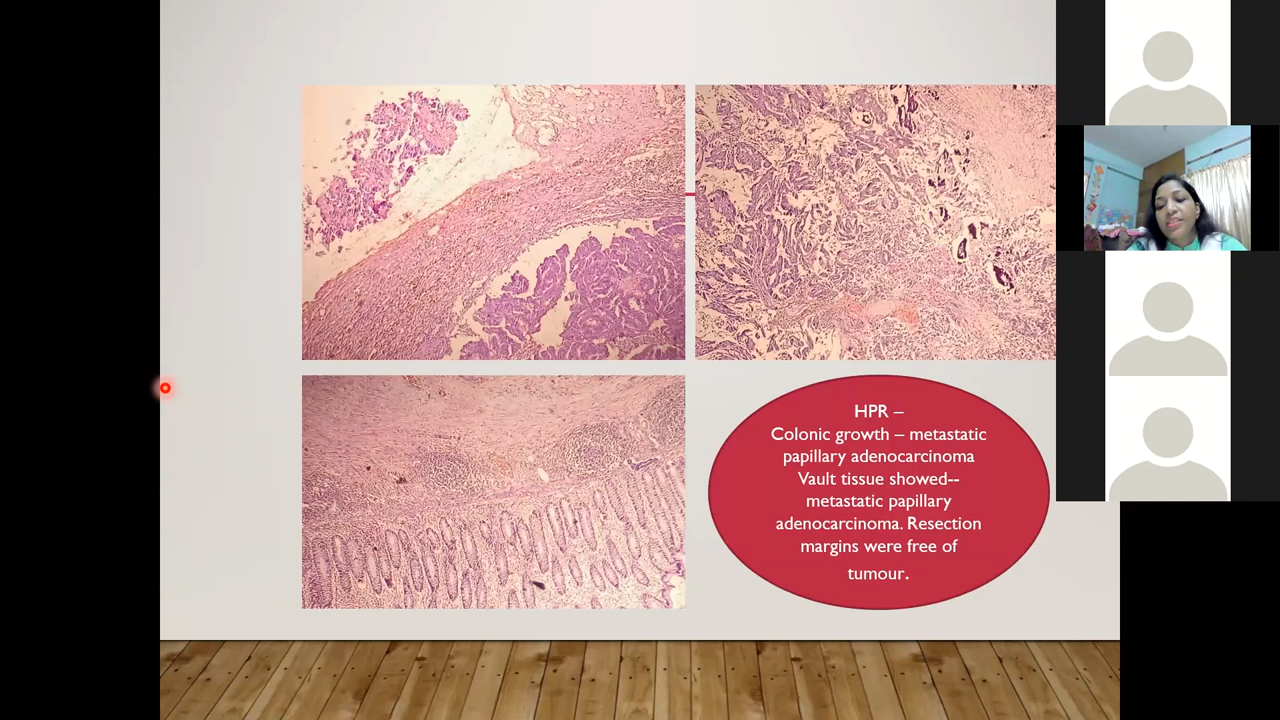 HPR –
Colonic growth – metastatic
papillary adenocarcinoma
Vault tissue showed--
metastatic papillary
adenocarcinoma. Resection
margins were free of
tumour.